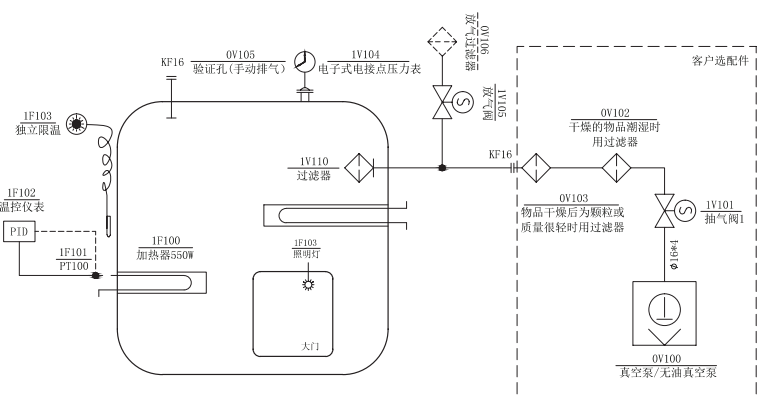 KF16
0V105
验证孔(手动排气)
1V104
电子式电接点压力表
0V106
放气过滤器
1V105
放气阀
S
客户选配件
1F103
独立限温
1V110
过滤器
KF16
0V102
干燥的物品潮湿时
用过滤器
0V103
物品干燥后为颗粒或
质量很轻时用过滤器
1V101
抽气阀1
S
φ16*4
1F102
温控仪表
PID
1F101
PT100
1F100
加热器550W
1F103
照明灯
大门
0V100
真空泵/无油真空泵